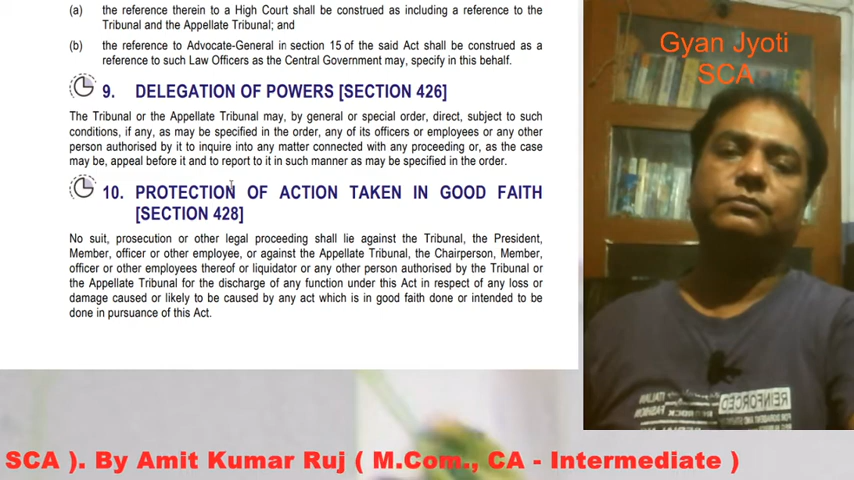 (a) the reference therein to a High Court shall be construed as including a reference to the
Tribunal and the Appellate Tribunal; and
(b) the reference to Advocate-General in section 15 of the said Act shall be construed as a
reference to such Law Officers as the Central Government may, specify in this behalf.
9. DELEGATION OF POWERS [SECTION 426]
The Tribunal or the Appellate Tribunal may, by general or special order, direct, subject to such
conditions, if any, as may be specified in the order, any of its officers or employees or any other
person authorised by it to inquire into any matter connected with any proceeding or, as the case
may be, appeal before it and to report to it in such manner as may be specified in the order.
10. PROTECTION OF ACTION TAKEN IN GOOD FAITH
[SECTION 428]
No suit, prosecution or other legal proceeding shall lie against the Tribunal, the President,
Member, officer or other employee, or against the Appellate Tribunal, the Chairperson, Member,
officer or other employees thereof or liquidator or any other person authorised by the Tribunal or
the Appellate Tribunal for the discharge of any function under this Act in respect of any loss or
damage caused or likely to be caused by any act which is in good faith done or intended to be
done in pursuance of this Act.
Gyan Jyoti
SCA
REINFORCED
SCA ). By Amit Kumar Ruj ( M.Com., CA - Intermediate )